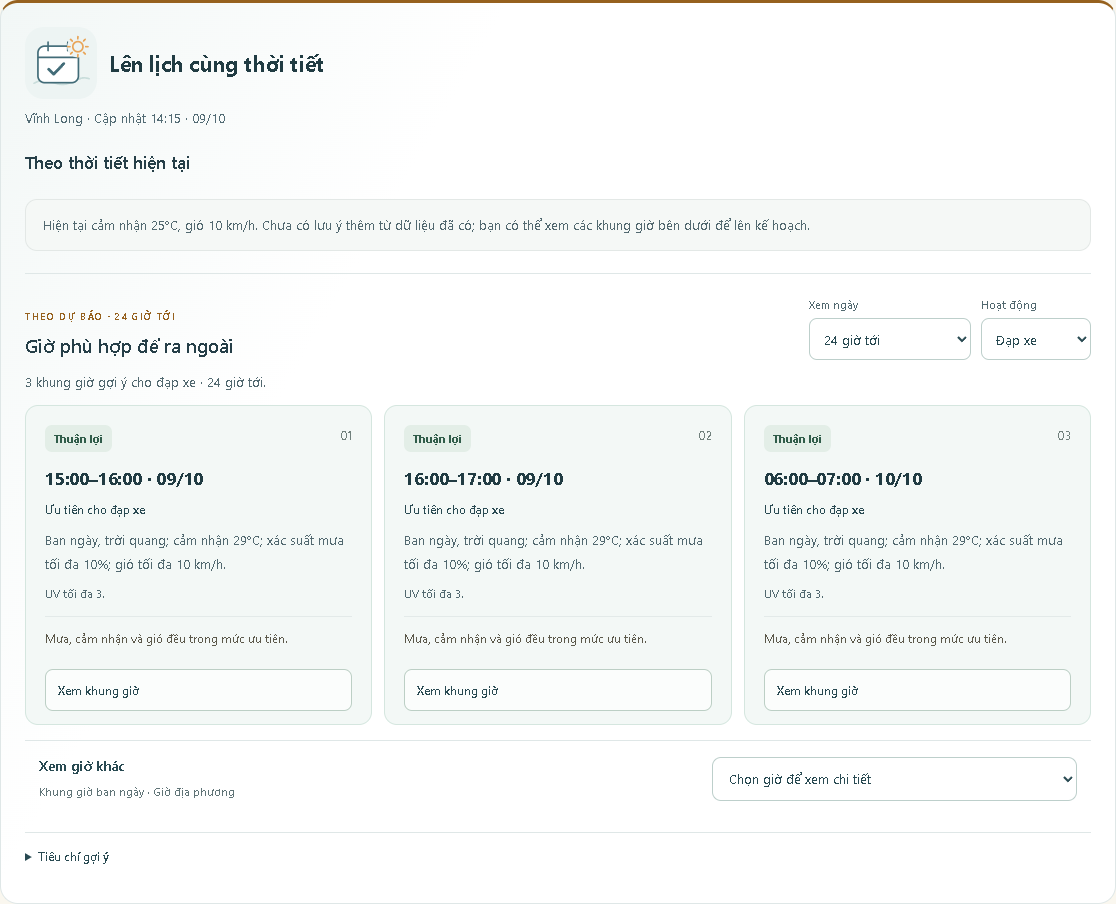 Lên lịch cùng thời tiết
Vĩnh Long · Cập nhật 14:15 · 09/10
Theo thời tiết hiện tại
Hiện tại cảm nhận 25°C, gió 10 km/h. Chưa có lưu ý thêm từ dữ liệu đã có; bạn có thể xem các khung giờ bên dưới để lên kế hoạch.
THEO DỰ BÁO · 24 GIỜ TỚI
Giờ phù hợp để ra ngoài
Xem ngày
24 giờ tới
Hoạt động
Đạp xe
3 khung giờ gợi ý cho đạp xe · 24 giờ tới.
Thuận lợi
01
15:00–16:00 · 09/10
Ưu tiên cho đạp xe
Ban ngày, trời quang; cảm nhận 29°C; xác suất mưa
tối đa 10%; gió tối đa 10 km/h.
UV tối đa 3.
Mưa, cảm nhận và gió đều trong mức ưu tiên.
Xem khung giờ
Thuận lợi
02
16:00–17:00 · 09/10
Ưu tiên cho đạp xe
Ban ngày, trời quang; cảm nhận 29°C; xác suất mưa
tối đa 10%; gió tối đa 10 km/h.
UV tối đa 3.
Mưa, cảm nhận và gió đều trong mức ưu tiên.
Xem khung giờ
Thuận lợi
03
06:00–07:00 · 10/10
Ưu tiên cho đạp xe
Ban ngày, trời quang; cảm nhận 29°C; xác suất mưa
tối đa 10%; gió tối đa 10 km/h.
UV tối đa 3.
Mưa, cảm nhận và gió đều trong mức ưu tiên.
Xem khung giờ
Xem giờ khác
Khung giờ ban ngày · Giờ địa phương
Chọn giờ để xem chi tiết
Tiêu chí gợi ý